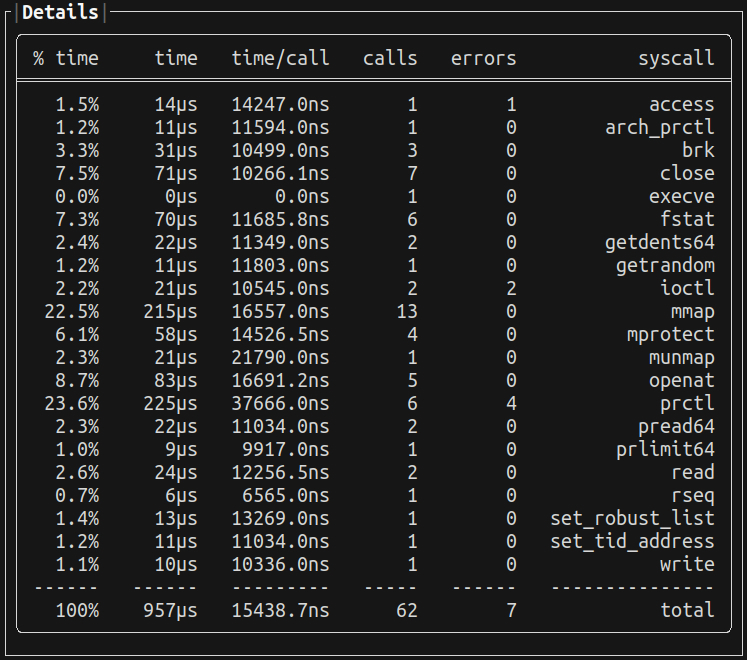 Details
% time time time/call calls errors syscall
1.5% 14µs 14247.0ns 1 1 access
1.2% 11µs 11594.0ns 1 0 arch_prctl
3.3% 31µs 10499.0ns 3 0 brk
7.5% 71µs 10266.1ns 7 0 close
0.0% 0µs 0.0ns 1 0 execve
7.3% 70µs 11685.8ns 6 0 fstat
2.4% 22µs 11349.0ns 2 0 getdents64
1.2% 11µs 11803.0ns 1 0 getrandom
2.2% 21µs 10545.0ns 2 2 ioctl
22.5% 215µs 16557.0ns 13 0 mmap
6.1% 58µs 14526.5ns 4 0 mprotect
2.3% 21µs 21790.0ns 1 0 munmap
8.7% 83µs 16691.2ns 5 0 openat
23.6% 225µs 37666.0ns 6 4 prctl
2.3% 22µs 11034.0ns 2 0 pread64
1.0% 9µs 9917.0ns 1 0 prlimit64
2.6% 24µs 12256.5ns 2 0 read
0.7% 6µs 6565.0ns 1 0 rseq
1.4% 13µs 13269.0ns 1 0 set_robust_list
1.2% 11µs 11034.0ns 1 0 set_tid_address
1.1% 10µs 10336.0ns 1 0 write
------ ------ --------- ----- ------ ---------------
100% 957µs 15438.7ns 62 7 total